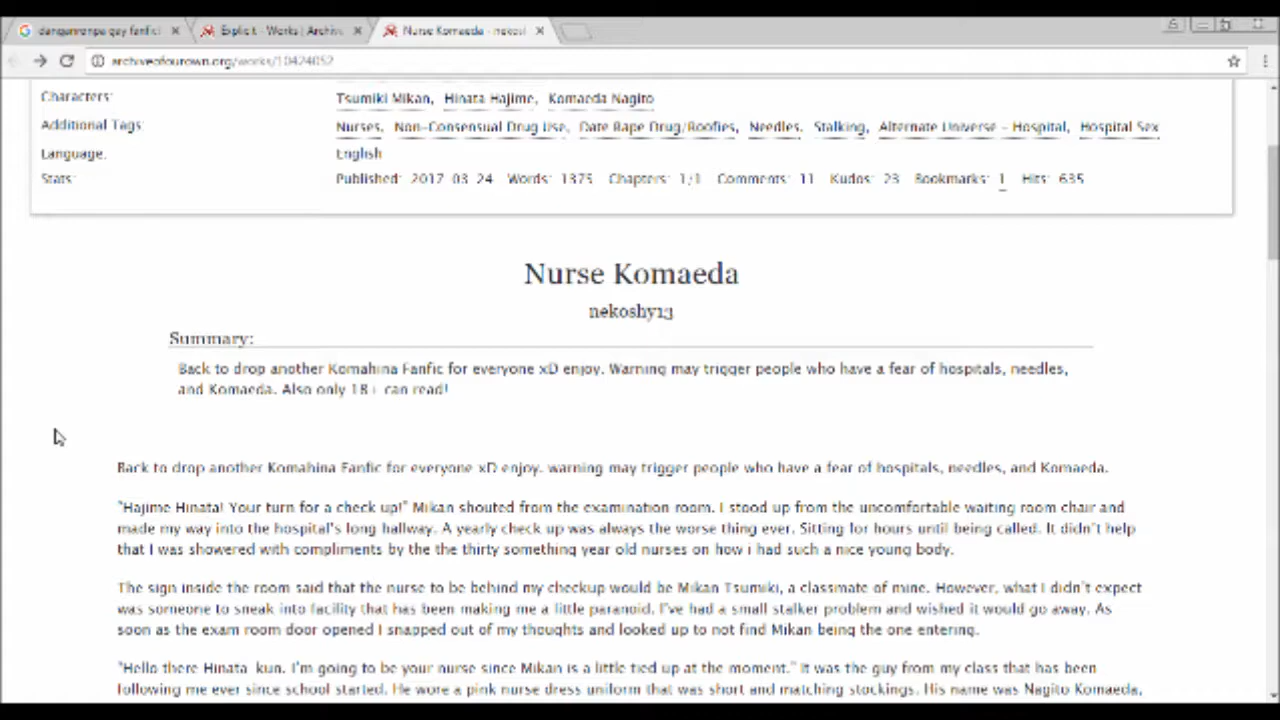 danganronpa gay fanfict
Explicit - Works | Archive
Nurse Komaeda - nekosh
archiveofourown.org/works/10424052
Characters: Tsumiki Mikan, Hinata Hajime, Komaeda Nagito
Additional Tags: Nurses, Non-Consensual Drug Use, Date Rape Drug/Roofies, Needles, Stalking, Alternate Universe - Hospital, Hospital Sex
Language: English
Stats: Published: 2017-03-24 Words: 1375 Chapters: 1/1 Comments: 11 Kudos: 23 Bookmarks: 1 Hits: 635
Nurse Komaeda
nekoshy13
Summary:
Back to drop another Komahina Fanfic for everyone xD enjoy. Warning may trigger people who have a fear of hospitals, needles,
and Komaeda. Also only 18+ can read!
Back to drop another Komahina Fanfic for everyone xD enjoy. warning may trigger people who have a fear of hospitals, needles, and Komaeda.
"Hajime Hinata! Your turn for a check up!" Mikan shouted from the examination room. I stood up from the uncomfortable waiting room chair and
made my way into the hospital's long hallway. A yearly check up was always the worse thing ever. Sitting for hours until being called. It didn't help
that I was showered with compliments by the the thirty something year old nurses on how i had such a nice young body.
The sign inside the room said that the nurse to be behind my checkup would be Mikan Tsumiki, a classmate of mine. However, what I didn't expect
was someone to sneak into facility that has been making me a little paranoid. I've had a small stalker problem and wished it would go away. As
soon as the exam room door opened I snapped out of my thoughts and looked up to not find Mikan being the one entering.
"Hello there Hinata-kun. I'm going to be your nurse since Mikan is a little tied up at the moment." It was the guy from my class that has been
following me ever since school started. He wore a pink nurse dress uniform that was short and matching stockings. His name was Nagito Komaeda,